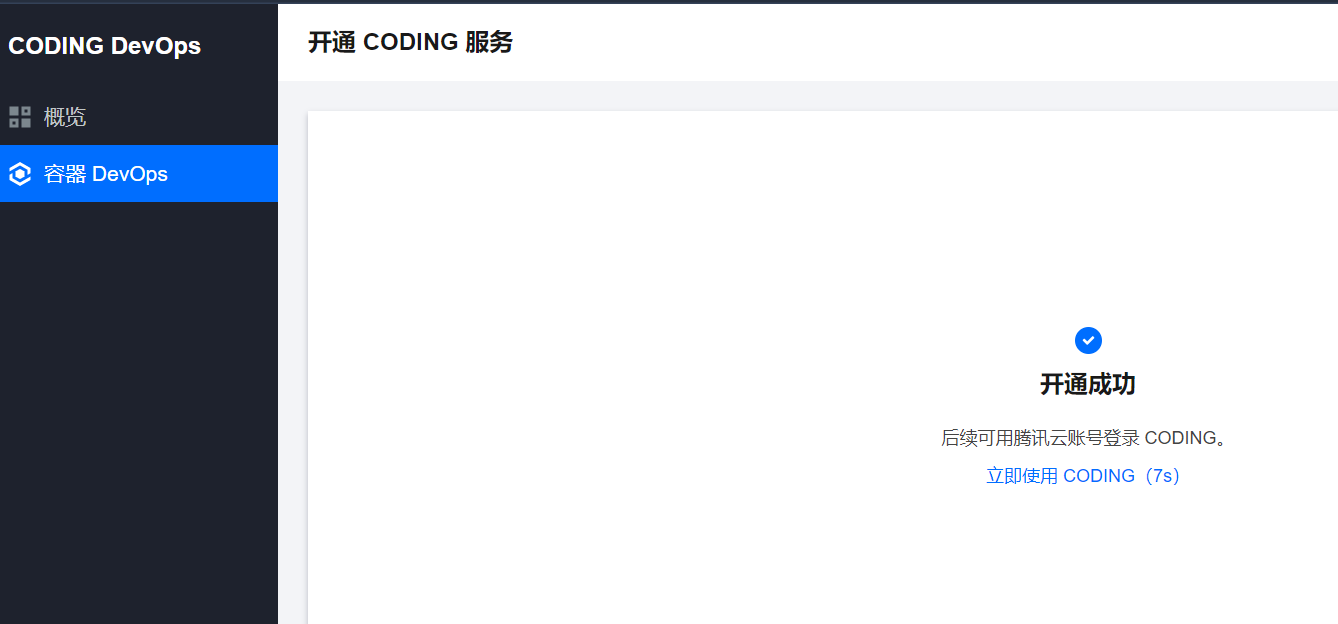 CODING DevOps
概览
容器 DevOps
开通 CODING 服务
开通成功
后续可用腾讯云账号登录 CODING。
立即使用 CODING（7s）